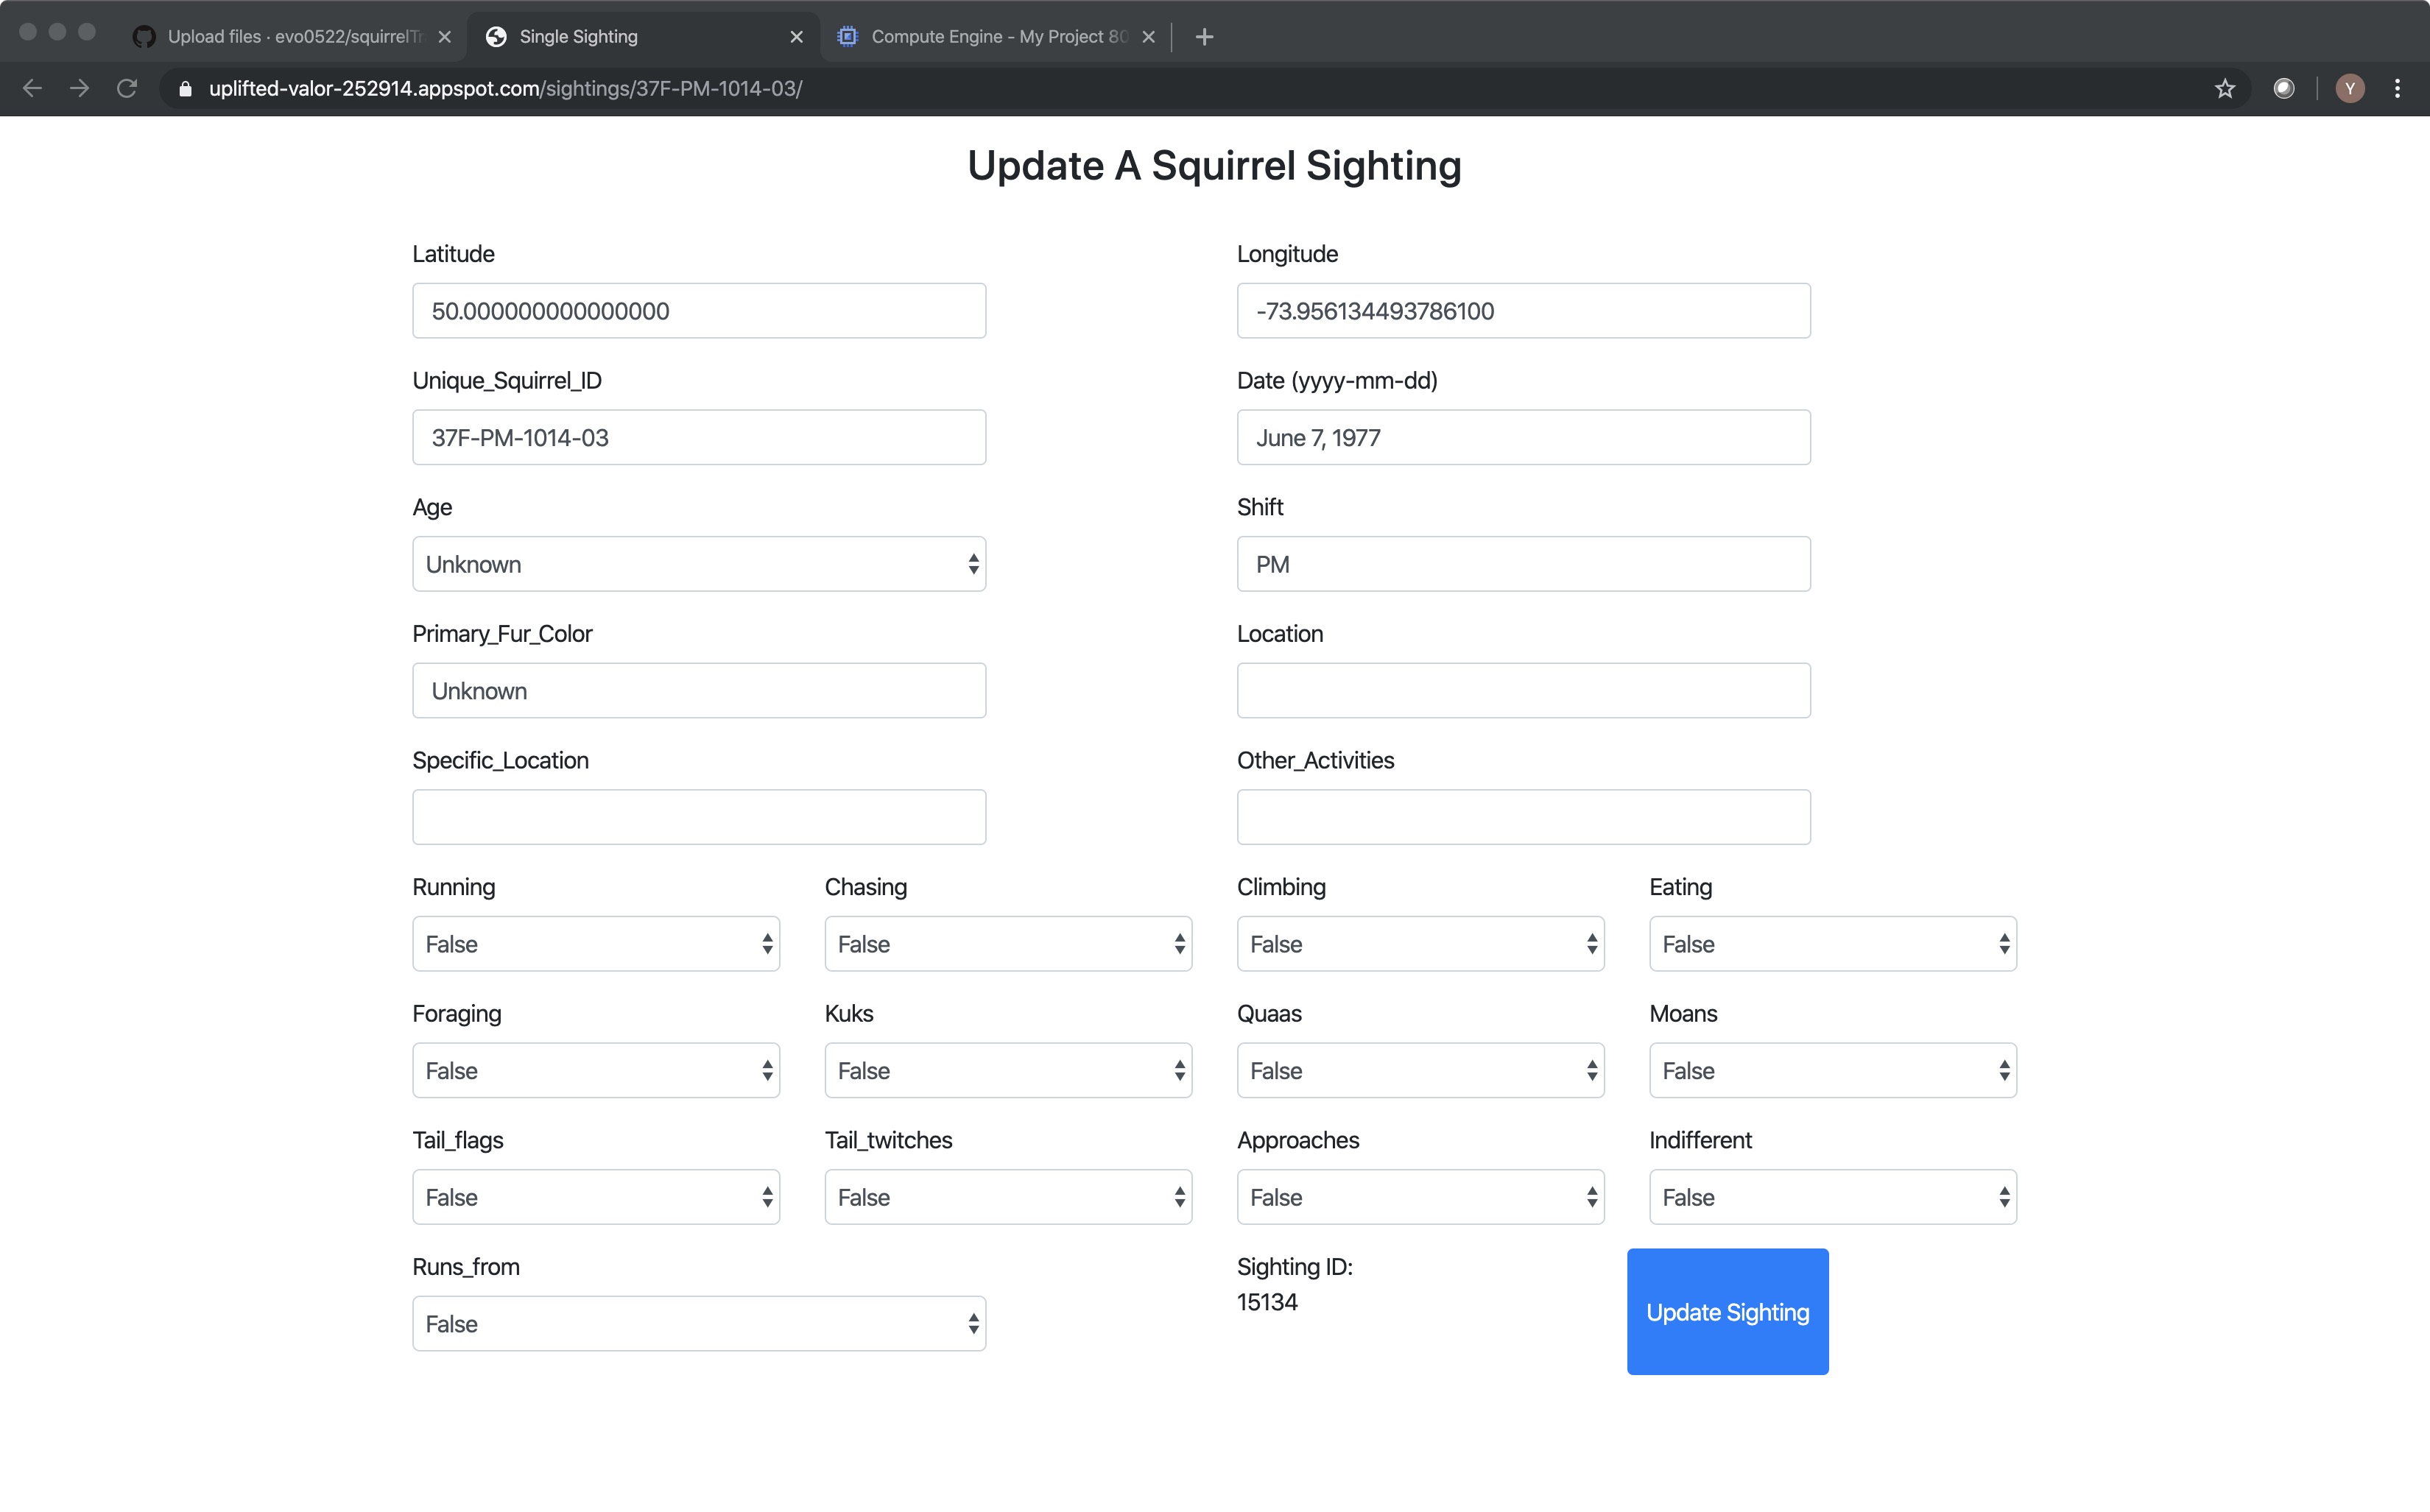 Upload files · evo0522/squirrelTr
Single Sighting
Compute Engine - My Project 80
uplifted-valor-252914.appspot.com/sightings/37F-PM-1014-03/
Y
Update A Squirrel Sighting
Latitude Longitude
50.000000000000000 -73.956134493786100
Unique_Squirrel_ID Date (yyyy-mm-dd)
37F-PM-1014-03 June 7, 1977
Age Shift
Unknown PM
Primary_Fur_Color Location
Unknown
Specific_Location Other_Activities
Running Chasing Climbing Eating
False False False False
Foraging Kuks Quaas Moans
False False False False
Tail_flags Tail_twitches Approaches Indifferent
False False False False
Runs_from Sighting ID:
15134
False
Update Sighting